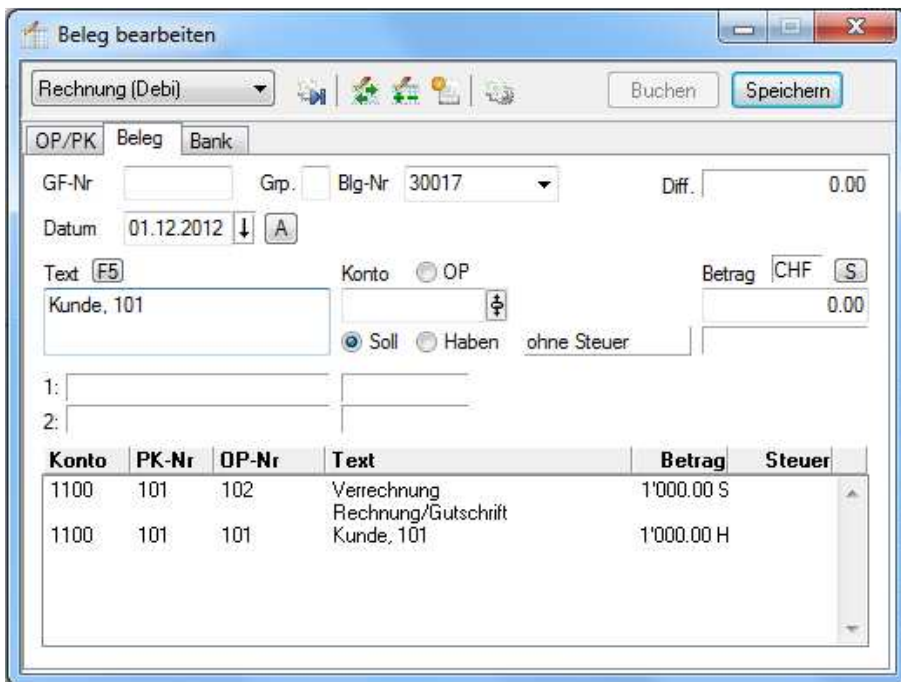 Beleg bearbeiten
Rechnung (Debi) Buchen Speichern
OP/PK Beleg Bank
GF-Nr Grp. Blg-Nr 30017 Diff. 0.00
Datum 01.12.2012 A
Text F5 Konto OP Betrag CHF S
Kunde, 101 0.00
Soll Haben ohne Steuer
1:
2:
Konto PK-Nr OP-Nr Text Betrag Steuer
1100 101 102 Verrechnung 1'000.00 S
Rechnung/Gutschrift
1100 101 101 Kunde, 101 1'000.00 H